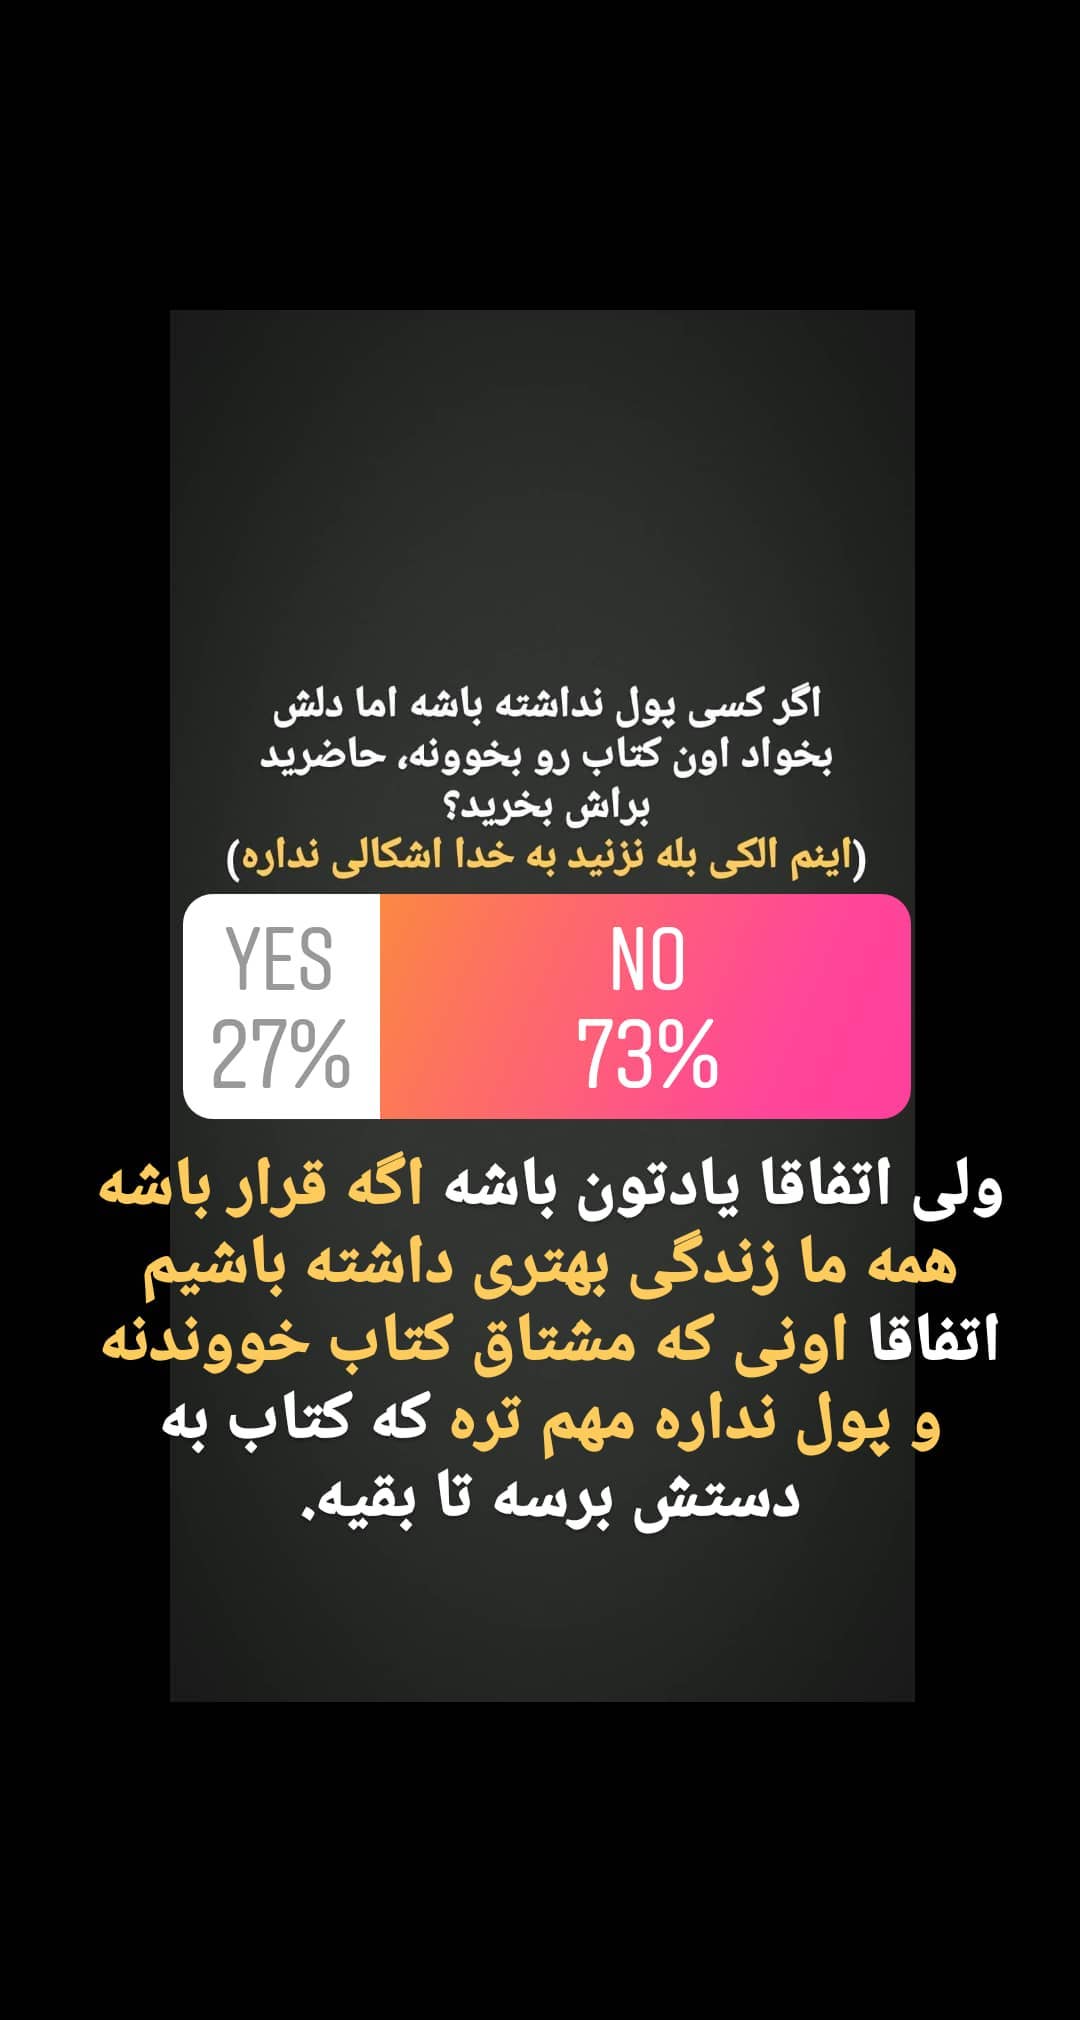 اگر کسی پول نداشته باشه اما دلش
بخواد اون کتاب رو بخوونه، حاضرید
براش بخرید؟
(اینم الکی بله نزنید به خدا اشکالی نداره)
YES NO
27% 73%
ولی اتفاقا یادتون باشه اگه قرار باشه
همه ما زندگی بهتری داشته باشیم
اتفاقا اونی که مشتاق کتاب خووندنه
و پول نداره مهم تره که کتاب به
دستش برسه تا بقیه.